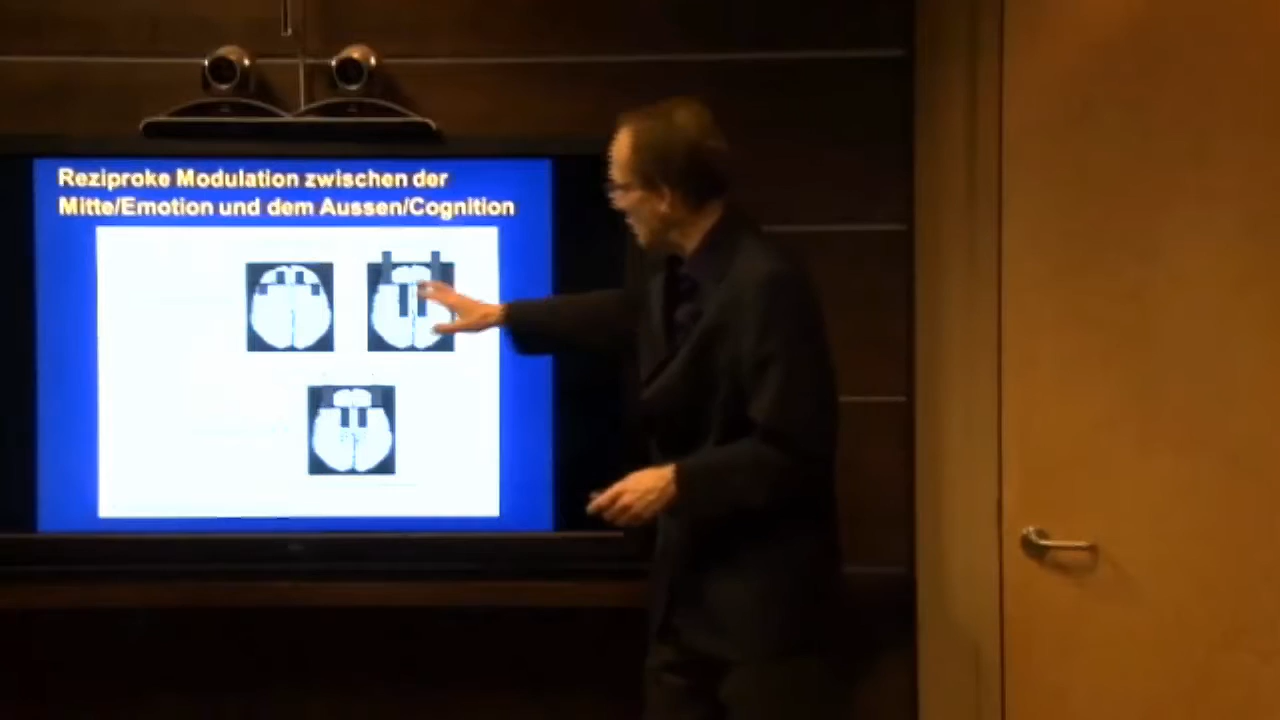 Reziproke Modulation zwischen der
Mitte/Emotion und dem Aussen/Cognition